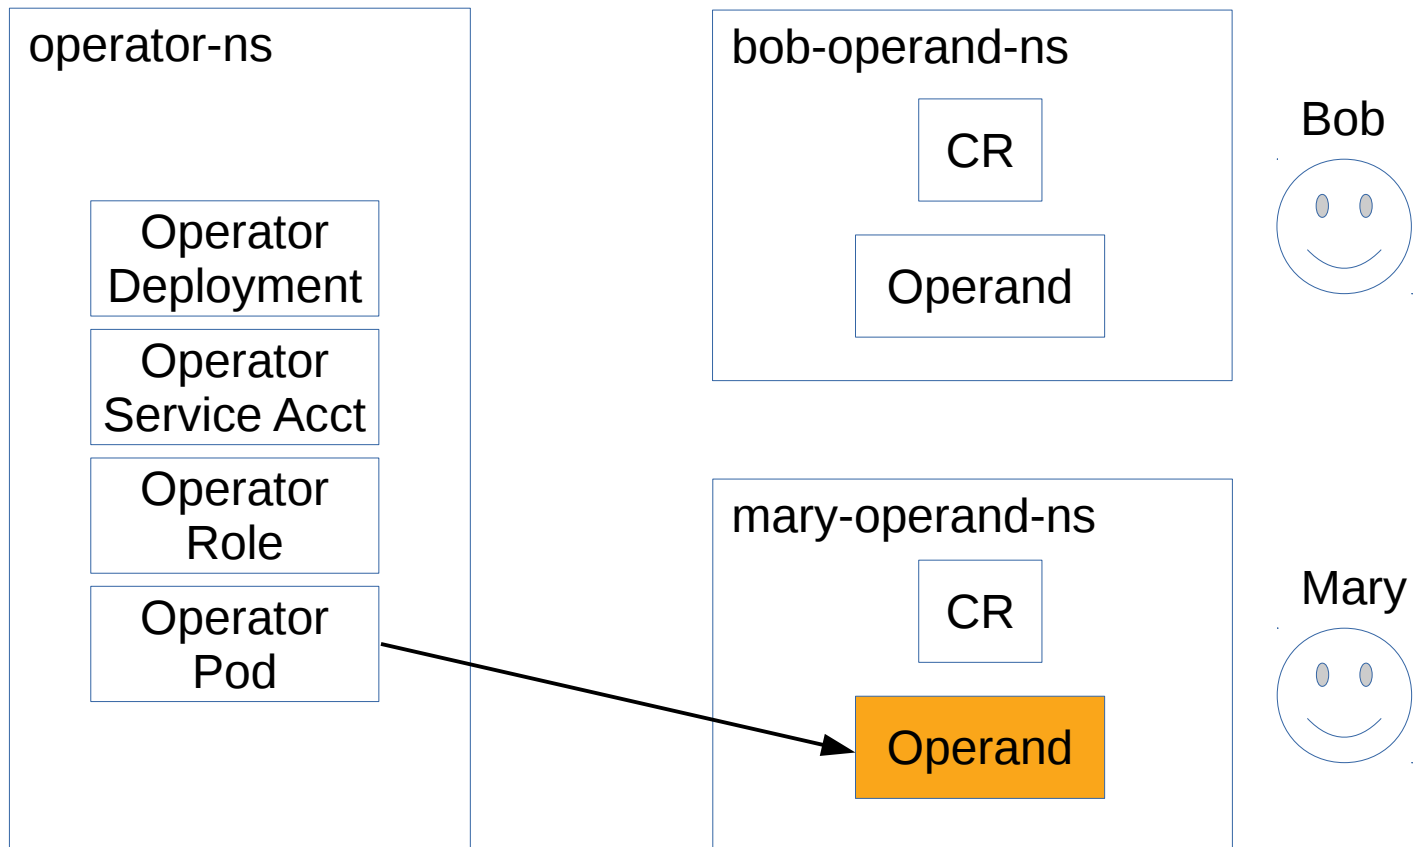 operator-ns
Operator
Deployment
Operator
Service Acct
Operator
Role
Operator
Pod
bob-operand-ns
CR
Operand
Bob
mary-operand-ns
CR
Operand
Mary